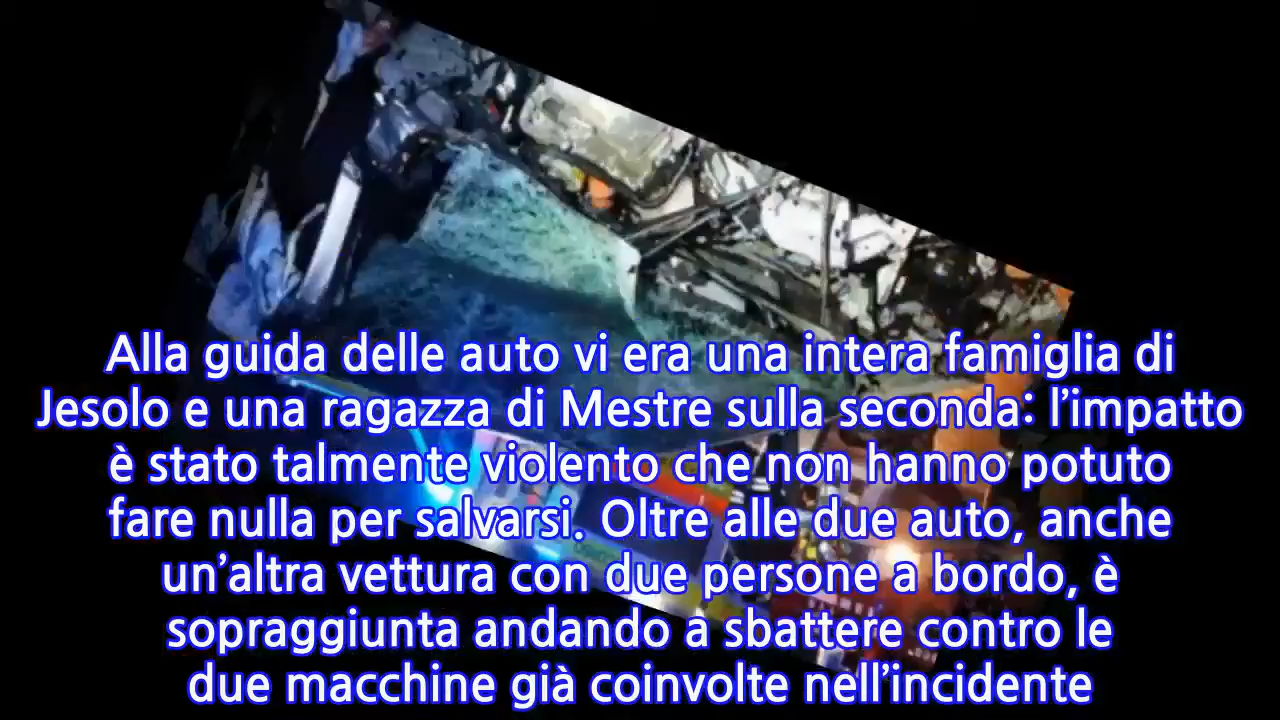 Alla guida delle auto vi era una intera famiglia di
Jesolo e una ragazza di Mestre sulla seconda: l’impatto
è stato talmente violento che non hanno potuto
fare nulla per salvarsi. Oltre alle due auto, anche
un’altra vettura con due persone a bordo, è
sopraggiunta andando a sbattere contro le
due macchine già coinvolte nell’incidente